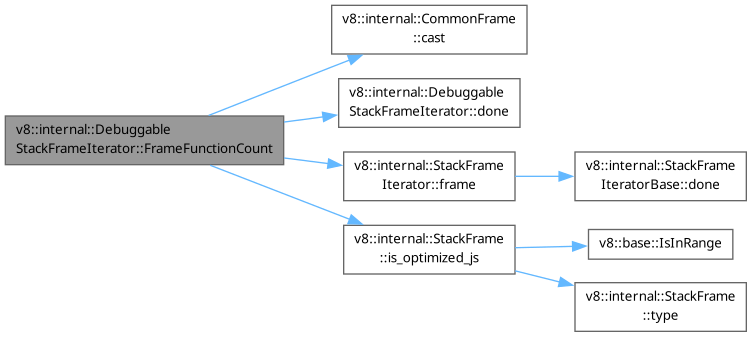 v8::internal::CommonFrame
::cast
v8::internal::Debuggable
StackFrameIterator::done
v8::internal::Debuggable
StackFrameIterator::FrameFunctionCount
v8::internal::StackFrame
Iterator::frame
v8::internal::StackFrame
IteratorBase::done
v8::internal::StackFrame
::is_optimized_js
v8::base::IsInRange
v8::internal::StackFrame
::type